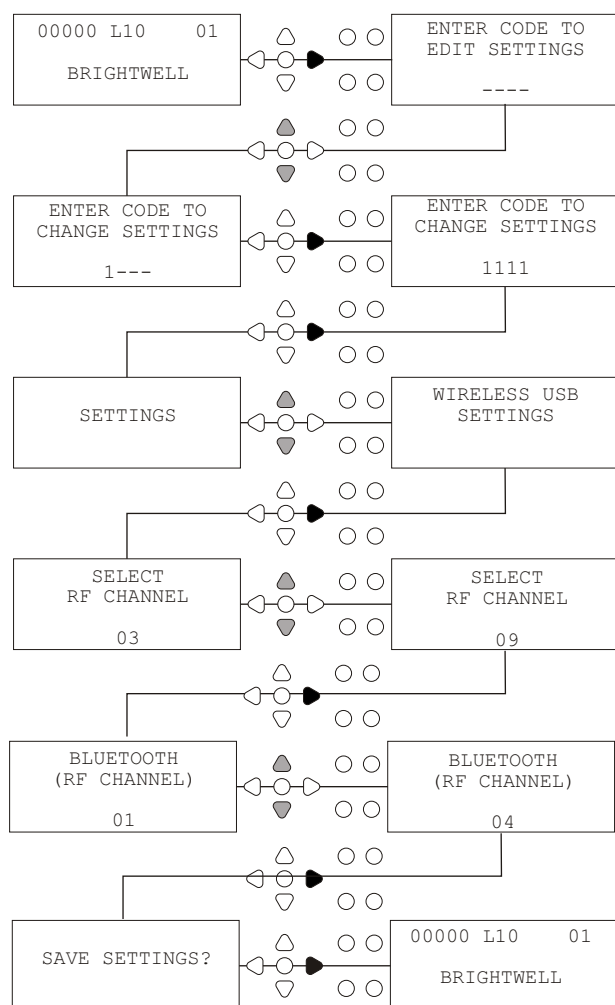 00000 L10 01
BRIGHTWELL
ENTER CODE TO
EDIT SETTINGS
----
ENTER CODE TO
CHANGE SETTINGS
1---
ENTER CODE TO
CHANGE SETTINGS
1111
SETTINGS
WIRELESS USB
SETTINGS
SELECT
RF CHANNEL
03
SELECT
RF CHANNEL
09
BLUETOOTH
(RF CHANNEL)
01
BLUETOOTH
(RF CHANNEL)
04
SAVE SETTINGS?
00000 L10 01
BRIGHTWELL